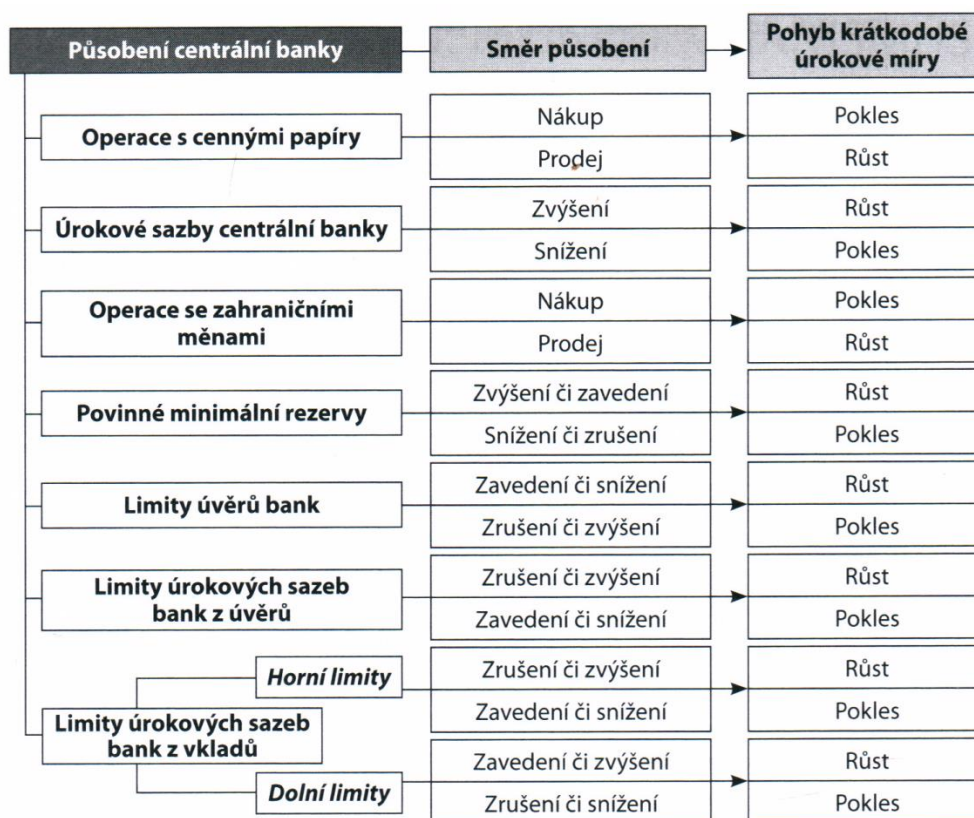 Působení centrální banky
Směr působení
Pohyb krátkodobé
úrokové míry
Operace s cennými papíry
Nákup
Pokles
Prodej
Růst
Úrokové sazby centrální banky
Zvýšení
Růst
Snížení
Pokles
Operace se zahraničními
měnami
Nákup
Pokles
Prodej
Růst
Povinné minimální rezervy
Zvýšení či zavedení
Růst
Snížení či zrušení
Pokles
Limity úvěrů bank
Zavedení či snížení
Růst
Zrušení či zvýšení
Pokles
Limity úrokových sazeb
bank z úvěrů
Zrušení či zvýšení
Růst
Zavedení či snížení
Pokles
Limity úrokových sazeb
bank z vkladů
Horní limity
Zrušení či zvýšení
Růst
Zavedení či snížení
Pokles
Dolní limity
Zavedení či zvýšení
Růst
Zrušení či snížení
Pokles